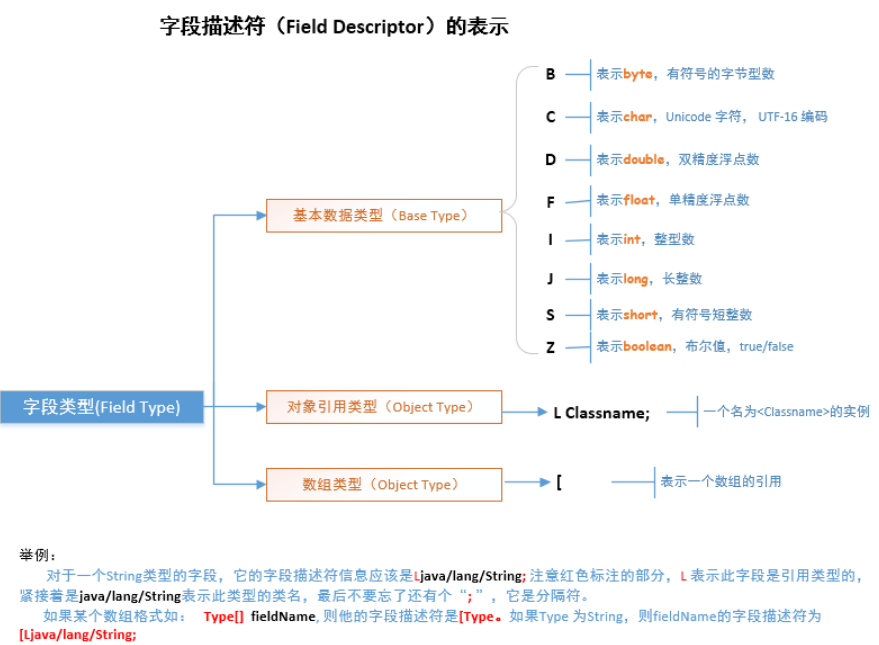 字段描述符（Field Descriptor）的表示
B 表示byte，有符号的字节型数
C 表示char，Unicode 字符， UTF-16 编码
D 表示double，双精度浮点数
F 表示float，单精度浮点数
基本数据类型（Base Type）
I 表示int，整型数
J 表示long，长整数
S 表示short，有符号短整数
Z 表示boolean，布尔值，true/false
字段类型(Field Type)
对象引用类型（Object Type）
L Classname;
一个名为<Classname>的实例
数组类型（Object Type）
[
表示一个数组的引用
举例：
对于一个String类型的字段，它的字段描述符信息应该是Ljava/lang/String; 注意红色标注的部分，L 表示此字段是引用类型的，
紧接着是java/lang/String表示此类型的类名，最后不要忘了还有个“;”，它是分隔符。
如果某个数组格式如： Type[] fieldName, 则他的字段描述符是[Type。如果Type 为String，则fieldName的字段描述符为
[Ljava/lang/String;